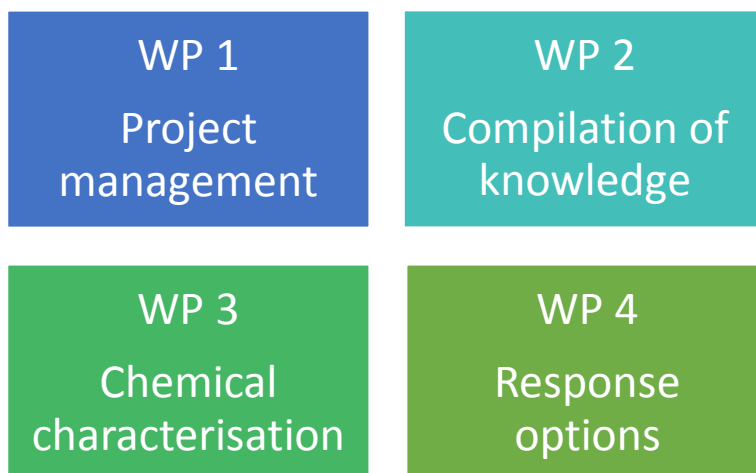 WP 1
Project
management
WP 2
Compilation of
knowledge
WP 3
Chemical
characterisation
WP 4
Response
options